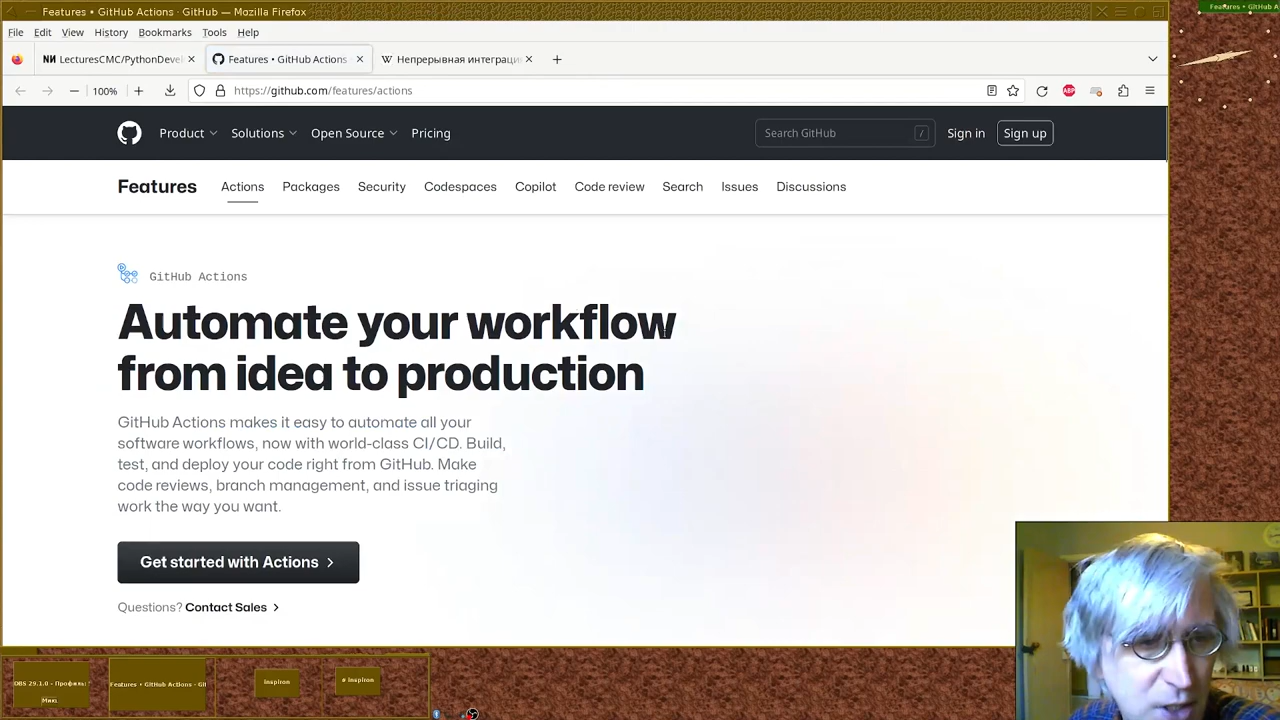 Features • GitHub Actions · GitHub — Mozilla Firefox
Features • GitHub A
File Edit View History Bookmarks Tools Help
LecturesCMC/PythonDevel
Features • GitHub Actions
W Непрерывная интеграци
100%
https://github.com/features/actions
ABP
Product Solutions Open Source Pricing
Search GitHub /
Sign in
Sign up
Features Actions Packages Security Codespaces Copilot Code review Search Issues Discussions
GitHub Actions
Automate your workflow
from idea to production
GitHub Actions makes it easy to automate all your
software workflows, now with world-class CI/CD. Build,
test, and deploy your code right from GitHub. Make
code reviews, branch management, and issue triaging
work the way you want.
Get started with Actions
Questions? Contact Sales
Features • GitHub Actions · Git
inspiron
# inspiron